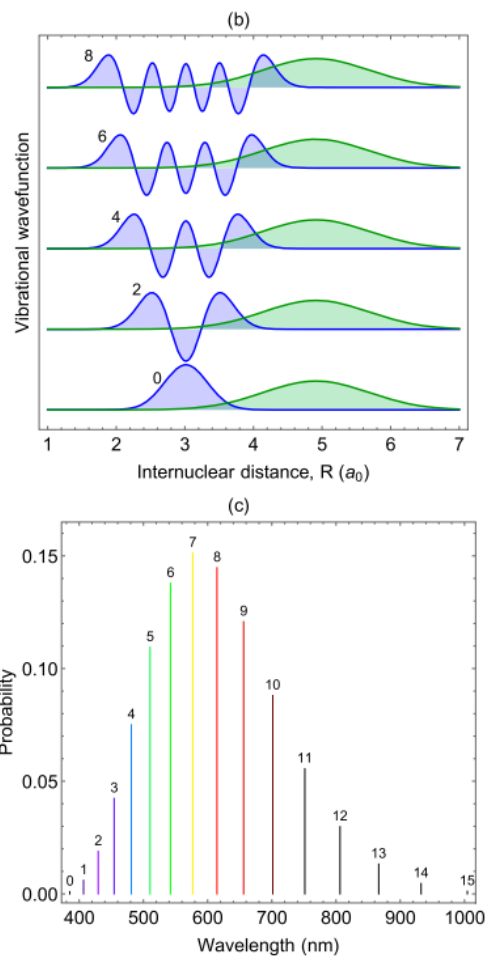 (b)
Vibrational wavefunction
8
6
4
2
0
1 2 3 4 5 6 7
Internuclear distance, R (a₀)
(c)
Probability
0.15
0.10
0.05
0.00
0 1 2 3 4 5 6 7 8 9 10 11 12 13 14 15
400 500 600 700 800 900 1000
Wavelength (nm)